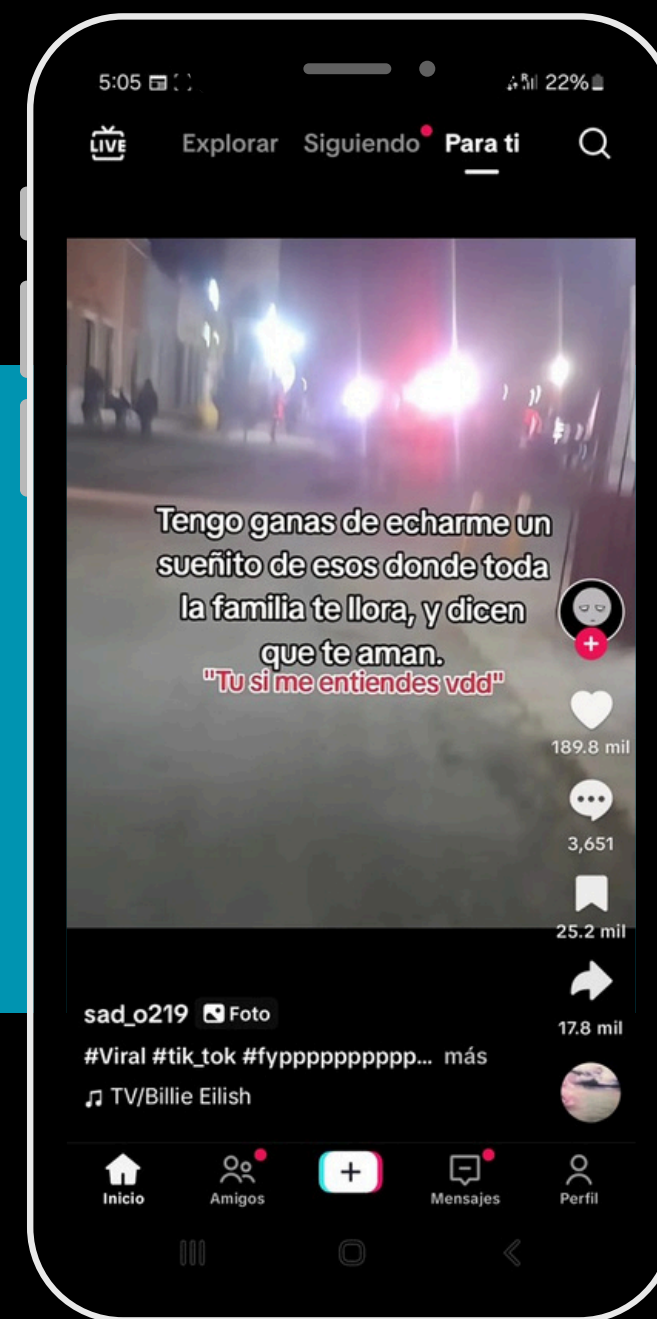 5:05
22%
LIVE
Explorar
Siguiendo
Para ti
Tengo ganas de echarme un
sueñito de esos donde toda
la familia te llora, y dicen
que te aman.
"Tu si me entiendes vdd"
189.8 mil
3,651
25.2 mil
17.8 mil
sad_o219 Foto
#Viral #tik_tok #fypppppppppp... más
TV/Billie Eilish
Inicio
Amigos
Mensajes
Perfil